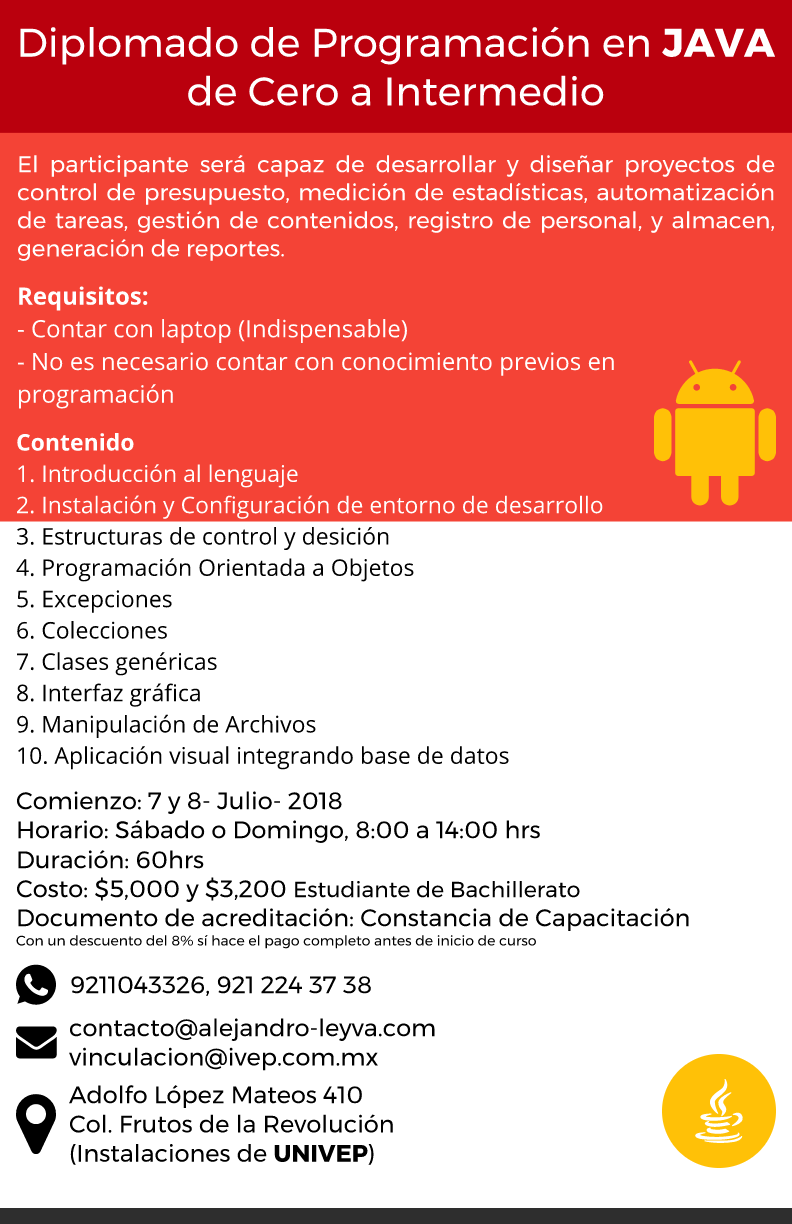 Diplomado de Programación en JAVA
de Cero a Intermedio
El participante será capaz de desarrollar y diseñar proyectos de
control de presupuesto, medición de estadísticas, automatización
de tareas, gestión de contenidos, registro de personal, y almacen,
generación de reportes.
Requisitos:
- Contar con laptop (Indispensable)
- No es necesario contar con conocimiento previos en
programación
Contenido
1. Introducción al lenguaje
2. Instalación y Configuración de entorno de desarrollo
3. Estructuras de control y desición
4. Programación Orientada a Objetos
5. Excepciones
6. Colecciones
7. Clases genéricas
8. Interfaz gráfica
9. Manipulación de Archivos
10. Aplicación visual integrando base de datos
Comienzo: 7 y 8- Julio- 2018
Horario: Sábado o Domingo, 8:00 a 14:00 hrs
Duración: 60hrs
Costo: $5,000 y $3,200 Estudiante de Bachillerato
Documento de acreditación: Constancia de Capacitación
Con un descuento del 8% sí hace el pago completo antes de inicio de curso
9211043326, 921 224 37 38
contacto@alejandro-leyva.com
vinculacion@ivep.com.mx
Adolfo López Mateos 410
Col. Frutos de la Revolución
(Instalaciones de UNIVEP)